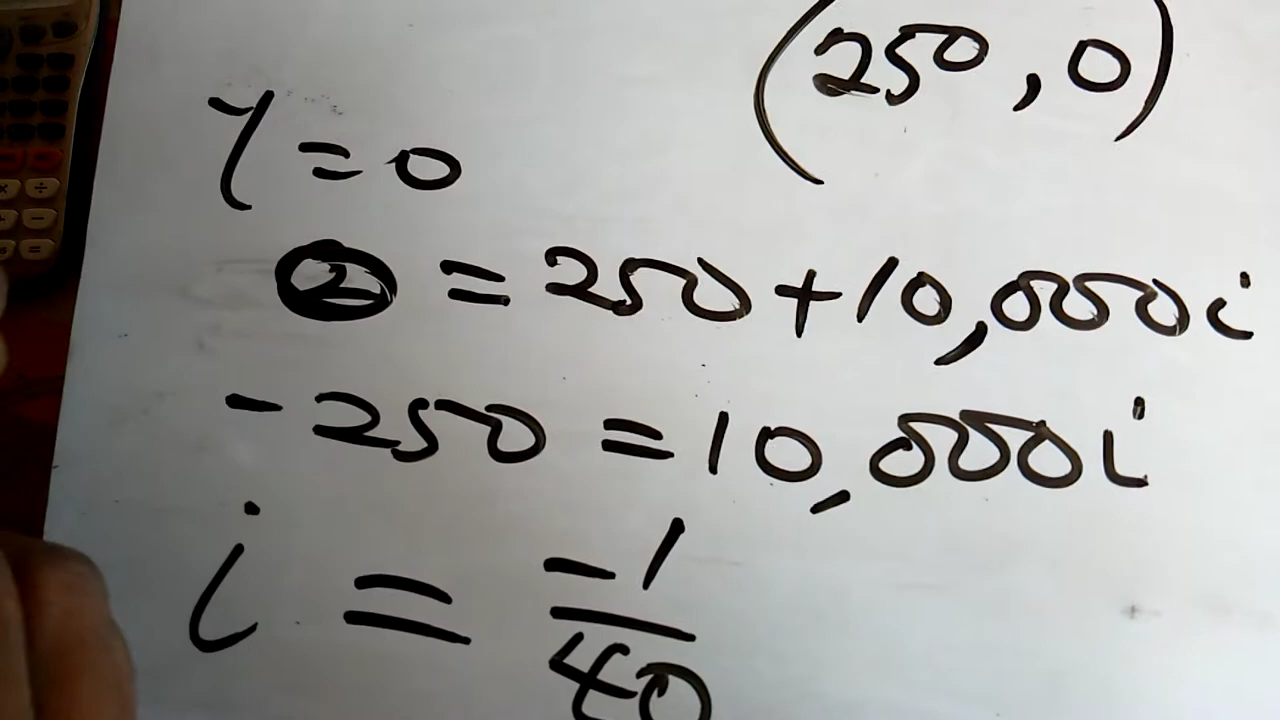 (250,0)
Y=0
0 = 250+10,000i
-250 = 10,000i
i = -1/40